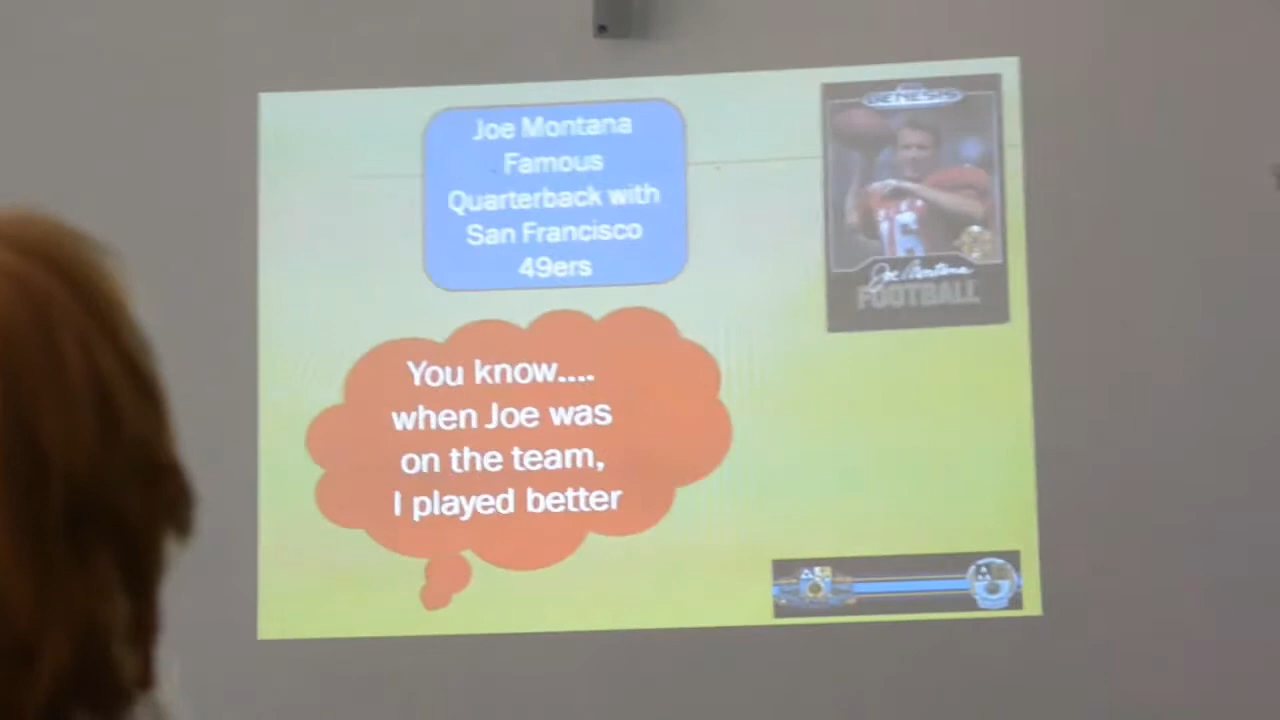 Joe Montana
Famous
Quarterback with
San Francisco
49ers
GENESIS
16
Joe Montana
FOOTBALL
You know....
when Joe was
on the team,
I played better